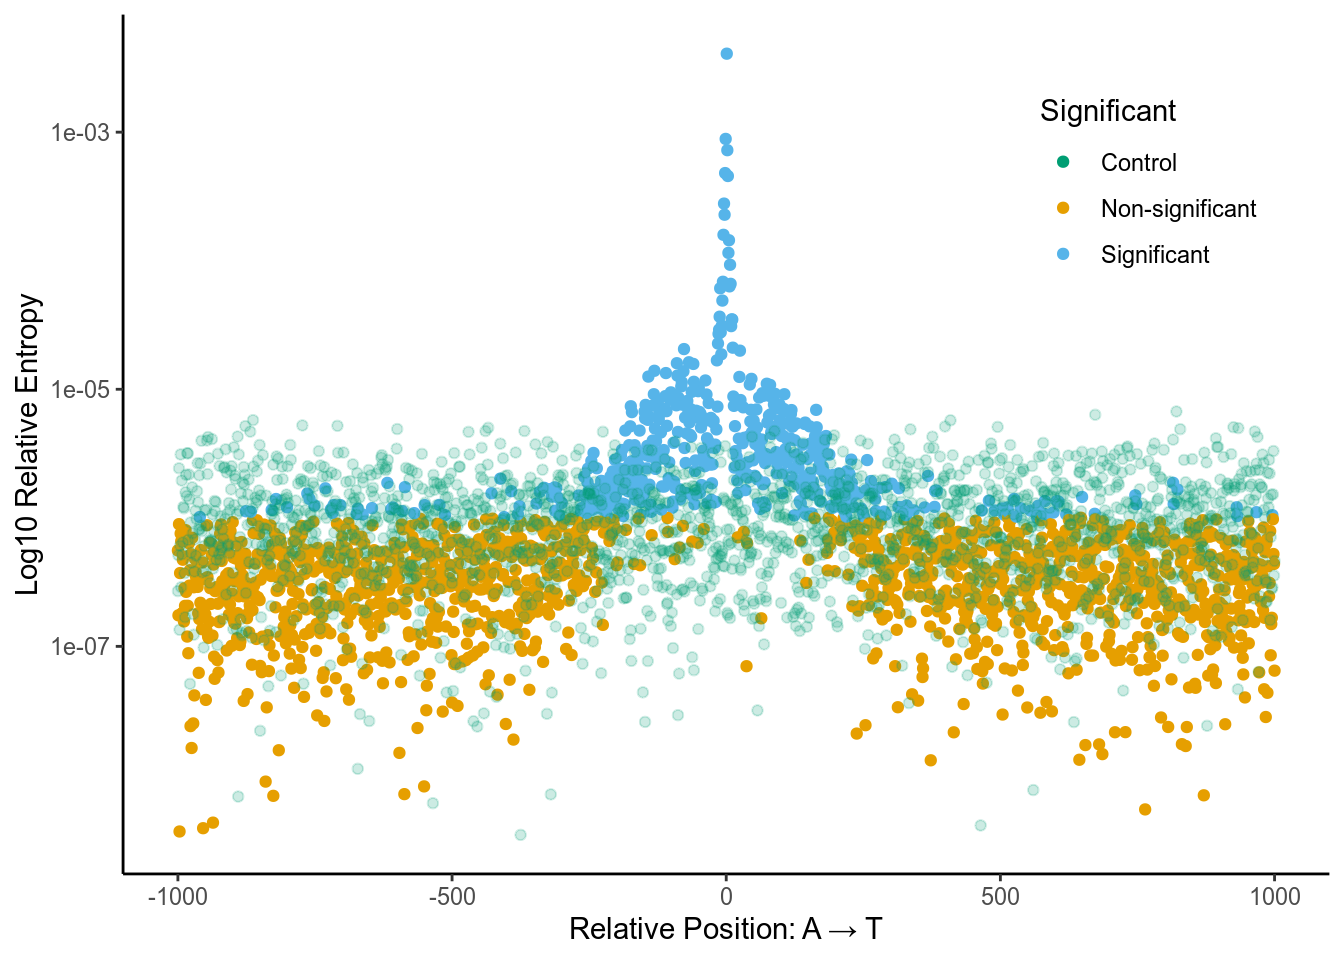 1e-03
1e-05
1e-07
Log10 Relative Entropy
Significant
Control
Non-significant
Significant
-1000
-500
0
500
1000
Relative Position: A → T